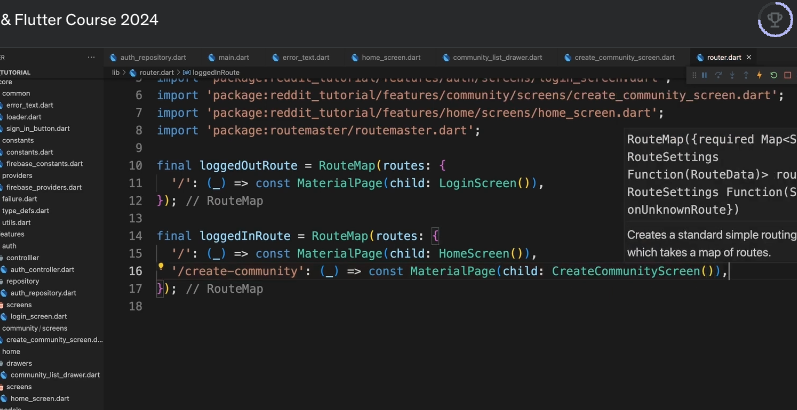 & Flutter Course 2024
auth_repository.dart
main.dart
error_text.dart
home_screen.dart
community_list_drawer.dart
create_community_screen.dart
router.dart
lib > router.dart > loggedInRoute
TUTORIAL
core
common
error_text.dart
loader.dart
sign_in_button.dart
constants
constants.dart
firebase_constants.dart
providers
firebase_providers.dart
failure.dart
type_defs.dart
utils.dart
eatures
auth
controller
auth_controller.dart
repository
auth_repository.dart
screens
login_screen.dart
community / screens
create_community_screen.d...
home
drawers
community_list_drawer.dart
screens
home_screen.dart
models
import 'package:reddit_tutorial/features/auth/screens/login_screen.dart';
6 import 'package:reddit_tutorial/features/community/screens/create_community_screen.dart';
7 import 'package:reddit_tutorial/features/home/screens/home_screen.dart';
8 import 'package:routemaster/routemaster.dart';
9
10 final loggedOutRoute = RouteMap(routes: {
11 '/': (_) => const MaterialPage(child: LoginScreen()),
12 }); // RouteMap
13
14 final loggedInRoute = RouteMap(routes: {
15 '/': (_) => const MaterialPage(child: HomeScreen()),
16 '/create-community': (_) => const MaterialPage(child: CreateCommunityScreen()),
17 }); // RouteMap
18
RouteMap({required Map<S
RouteSettings
Function(RouteData)> rou
RouteSettings Function(S
onUnknownRoute})
Creates a standard simple routing
which takes a map of routes.